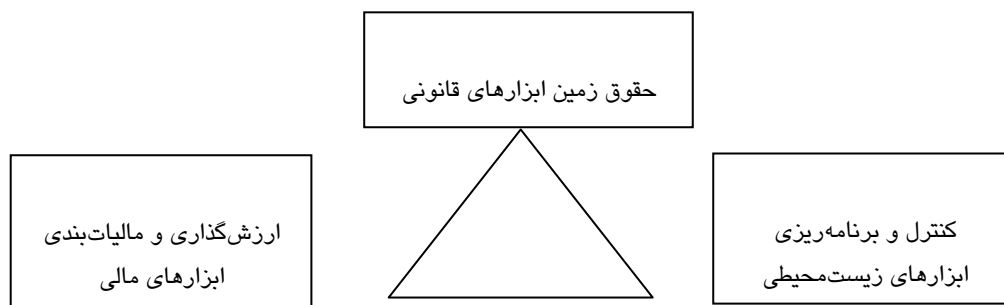 حقوق زمین ابزارهای قانونی
کنترل و برنامه‌ریزی
ابزارهای زیست‌محیطی
ارزش‌گذاری و مالیات‌بندی
ابزارهای مالی